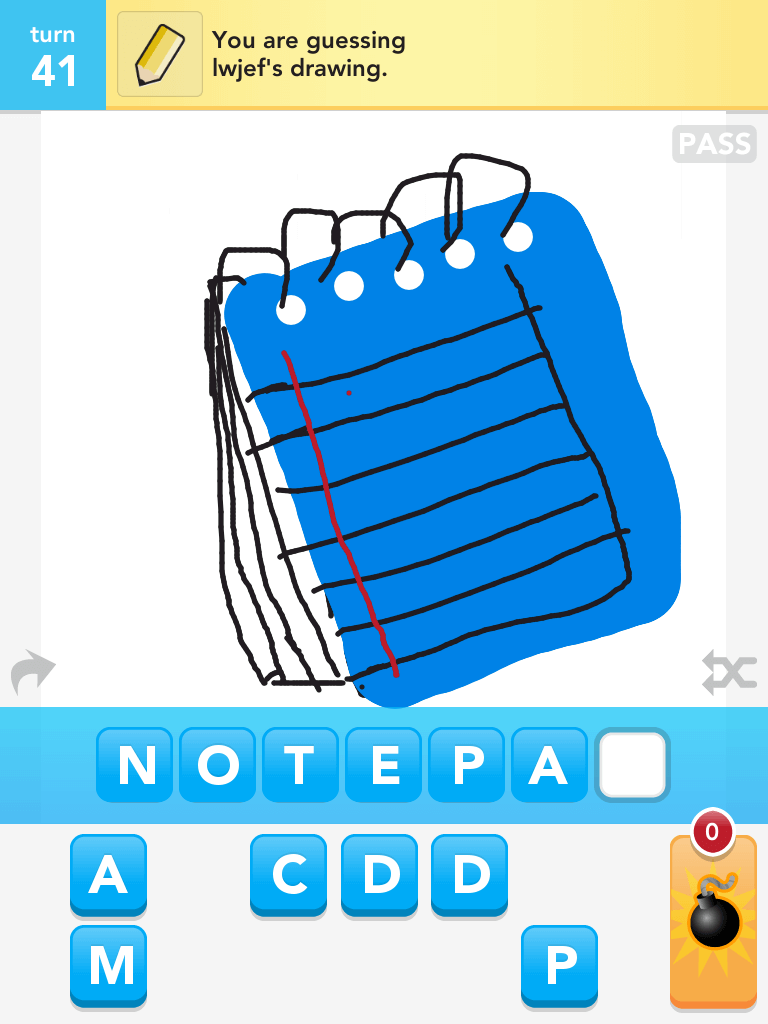 turn
41
You are guessing
lwjef's drawing.
PASS
N O T E P A
0
A C D D
M P